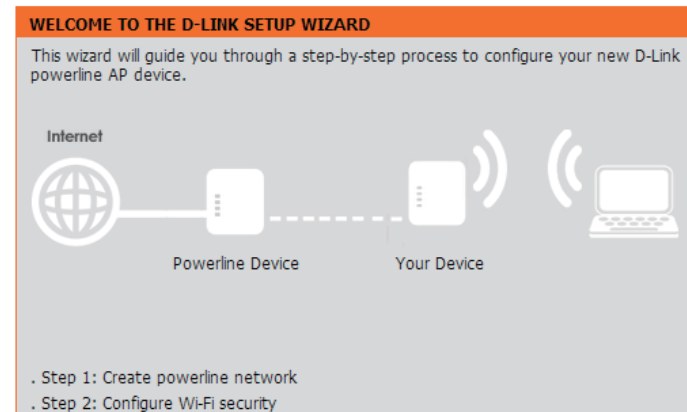 WELCOME TO THE D-LINK SETUP WIZARD
This wizard will guide you through a step-by-step process to configure your new D-Link
powerline AP device.
Internet
Powerline Device
Your Device
. Step 1: Create powerline network
. Step 2: Configure Wi-Fi security